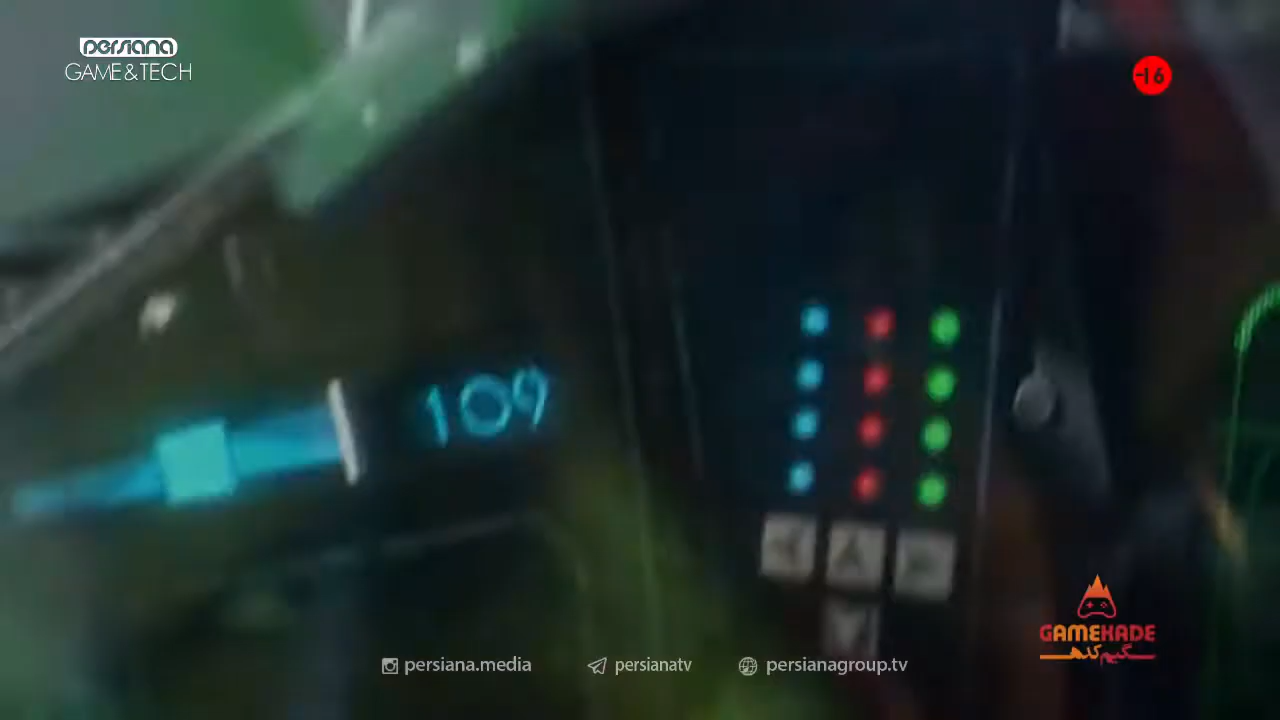 persiana
GAME & TECH
-16
109
GAMEKADE
گیم‌کده
persiana.media
persianatv
persianagroup.tv